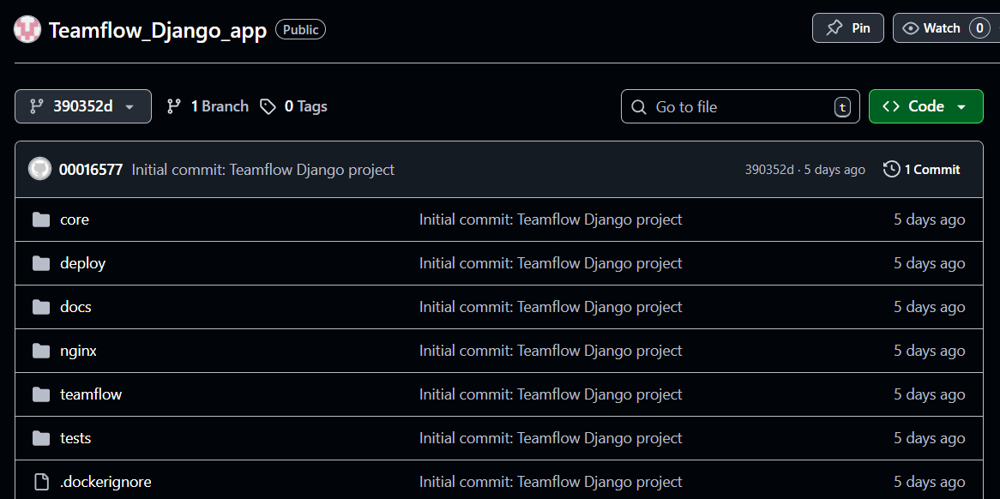 Teamflow_Django_app Public Pin Watch 0
390352d 1 Branch 0 Tags Go to file t Code
00016577 Initial commit: Teamflow Django project 390352d · 5 days ago 1 Commit
core Initial commit: Teamflow Django project 5 days ago
deploy Initial commit: Teamflow Django project 5 days ago
docs Initial commit: Teamflow Django project 5 days ago
nginx Initial commit: Teamflow Django project 5 days ago
teamflow Initial commit: Teamflow Django project 5 days ago
tests Initial commit: Teamflow Django project 5 days ago
.dockerignore Initial commit: Teamflow Django project 5 days ago